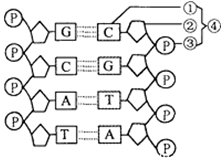 ①
P G C ② ④
P ③
P C G
P
P A T
P
P T A
P